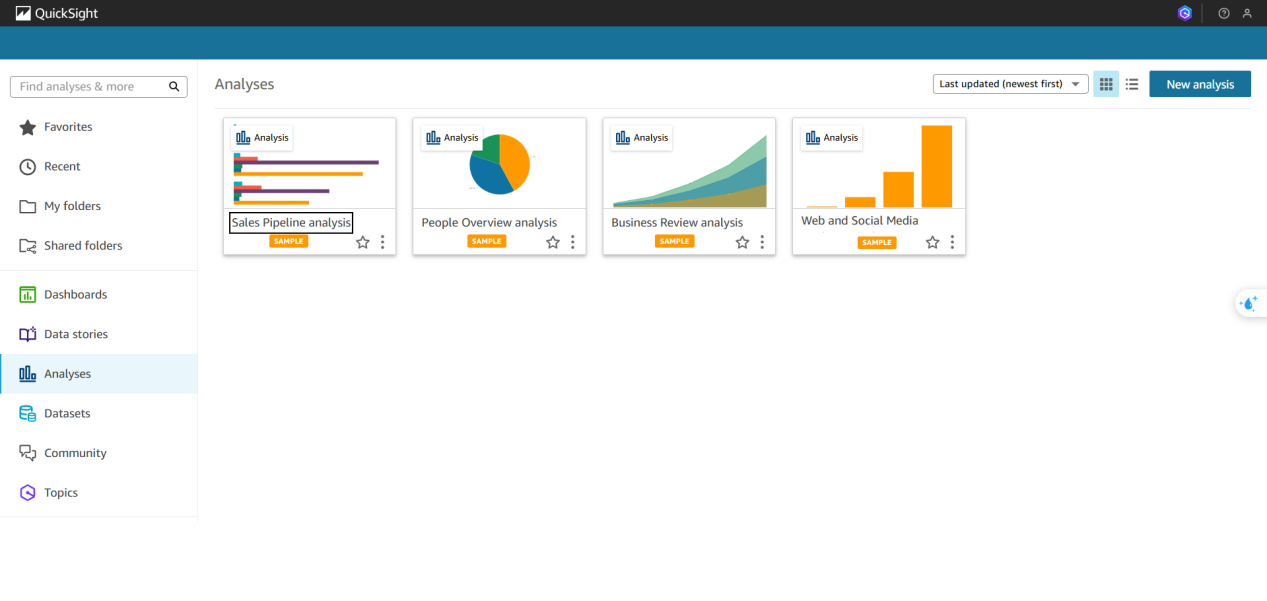 QuickSight
Find analyses & more
Favorites
Recent
My folders
Shared folders
Dashboards
Data stories
Analyses
Datasets
Community
Topics
Analyses
Last updated (newest first)
New analysis
Analysis
Sales Pipeline analysis
SAMPLE
Analysis
People Overview analysis
SAMPLE
Analysis
Business Review analysis
SAMPLE
Analysis
Web and Social Media
SAMPLE